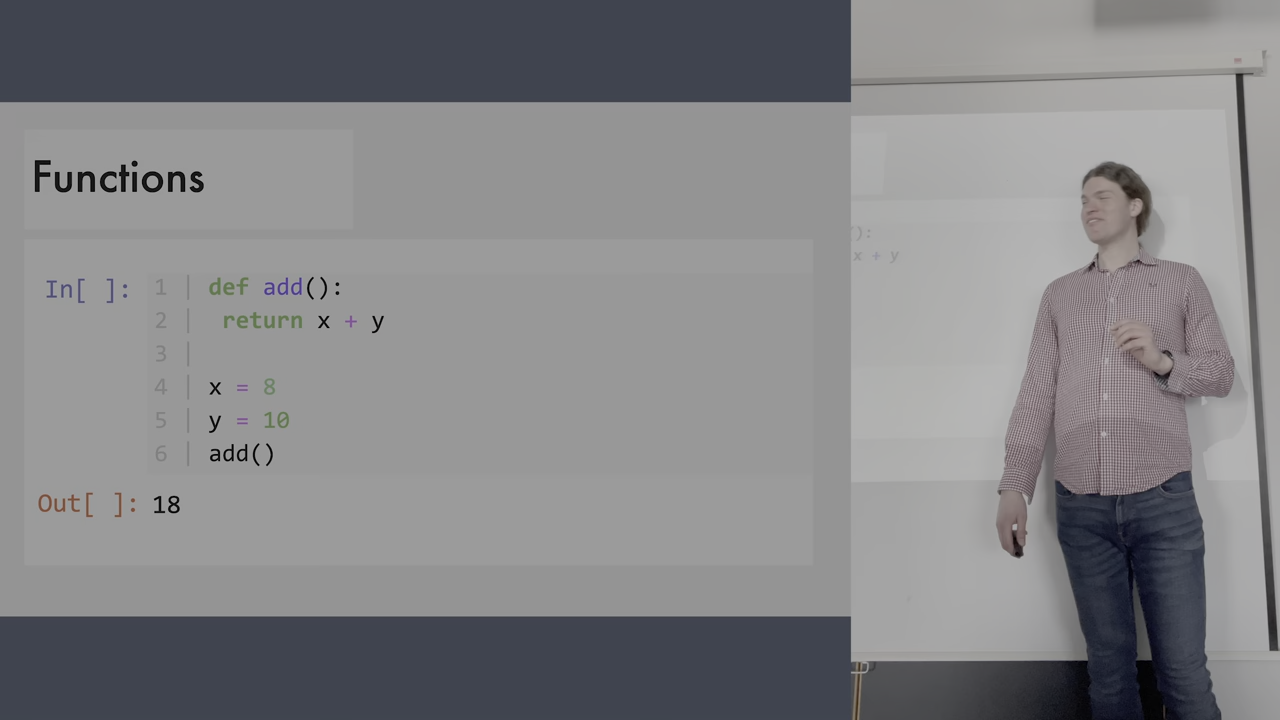 Functions
In[ ]: 1 | def add():
2 |  return x + y
3 |
4 | x = 8
5 | y = 10
6 | add()
Out[ ]: 18
):
x + y